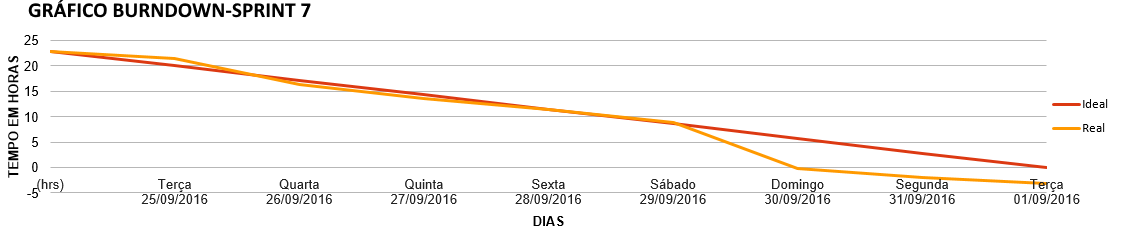 GRÁFICO BURNDOWN-SPRINT 7
TEMPO EM HORAS
25
20
15
10
5
0
-5
(hrs)
Terça
25/09/2016
Quarta
26/09/2016
Quinta
27/09/2016
Sexta
28/09/2016
Sábado
29/09/2016
Domingo
30/09/2016
Segunda
31/09/2016
Terça
01/09/2016
DIAS
Ideal
Real